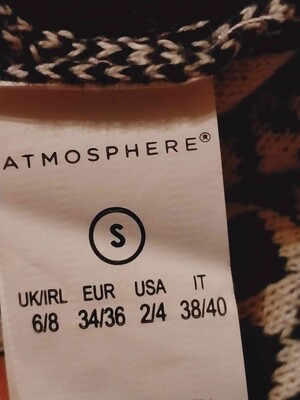 ATMOSPHERE®
S
UK/IRL EUR USA IT
6/8 34/36 2/4 38/40